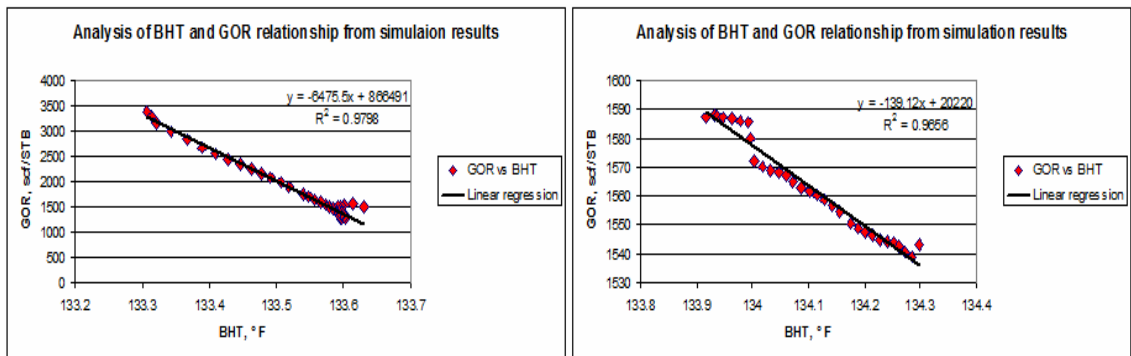 Analysis of BHT and GOR relationship from simulaion results
4000
3500
3000
2500
2000
1500
1000
500
0
GOR, scf/STB
y = -6475.5x + 866491
R² = 0.9798
GOR vs BHT
Linear regression
133.2 133.3 133.4 133.5 133.6 133.7
BHT, ° F
Analysis of BHT and GOR relationship from simulation results
1600
1590
1580
1570
1560
1550
1540
1530
GOR, scf/STB
y = -139.12x + 20220
R² = 0.9656
GOR vs BHT
Linear regression
133.8 133.9 134 134.1 134.2 134.3 134.4
BHT, ° F